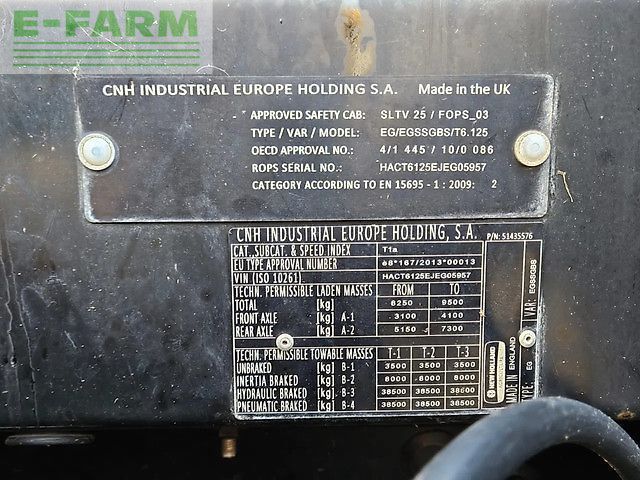 E-FARM
CNH INDUSTRIAL EUROPE HOLDING S.A. Made in the UK
APPROVED SAFETY CAB: SLTV 25 / FOPS_03
TYPE / VAR / MODEL: EG/EGSSGBS/T6.125
OECD APPROVAL NO.: 4/1 445 / 10/0 086
ROPS SERIAL NO.: HACT6125EJEG05957
CATEGORY ACCORDING TO EN 15695 - 1 : 2009: 2
CNH INDUSTRIAL EUROPE HOLDING, S.A. P/N: 51435576
CAT.,SUBCAT. & SPEED INDEX T1a
EU TYPE APPROVAL NUMBER e8*167/2013*00013
VIN (ISO 10261) HACT6125EJEG05957
TECHN. PERMISSIBLE LADEN MASSES FROM TO
TOTAL [kg] 6250 9500
FRONT AXLE [kg] A-1 3100 4100
REAR AXLE [kg] A-2 5150 7300
TECHN. PERMISSIBLE TOWABLE MASSES T-1 T-2 T-3
UNBRAKED [kg] B-1 3500 3500 3500
INERTIA BRAKED [kg] B-2 8000 8000 8000
HYDRAULIC BRAKED [kg] B-3 38500 38500 38500
PNEUMATIC BRAKED [kg] B-4 38500 38500 38500
NEW HOLLAND
MADE IN ENGLAND
TYPE: EG
VAR: EGSSGBS